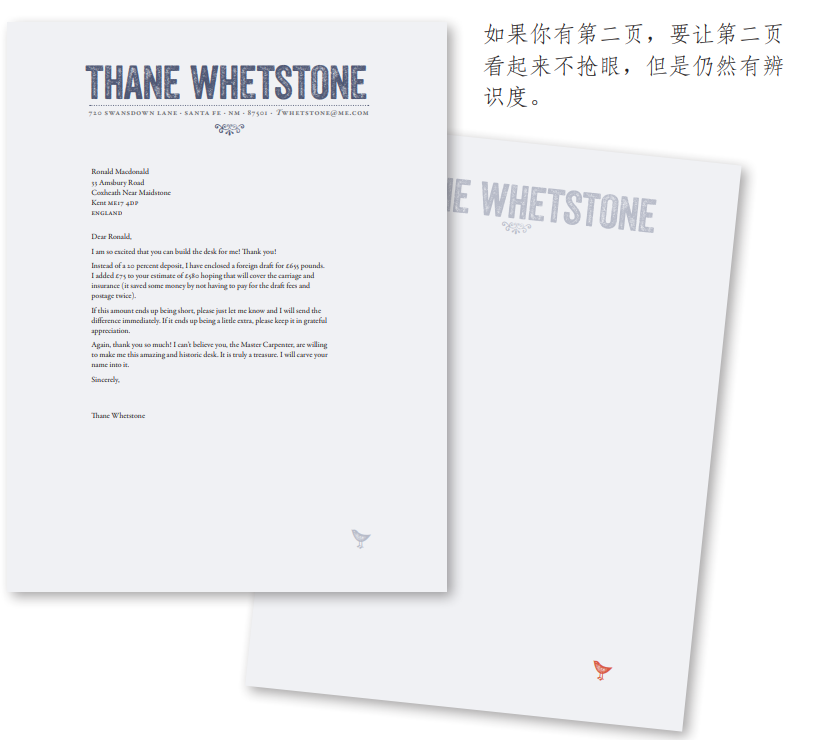 如果你有第二页，要让第二页
看起来不抢眼，但是仍然有辨
识度。
THANE WHETSTONE
720 SWANSDOWN LANE · SANTA FE · NM · 87501 · TWHETSTONE@ME.COM
Ronald Macdonald
35 Amsbury Road
Coxheath Near Maidstone
Kent ME17 4DP
ENGLAND
Dear Ronald,
I am so excited that you can build the desk for me! Thank you!
Instead of a 20 percent deposit, I have enclosed a foreign draft for £655 pounds.
I added £75 to your estimate of £580 hoping that will cover the carriage and
insurance (it saved some money by not having to pay for the draft fees and
postage twice).
If this amount ends up being short, please just let me know and I will send the
difference immediately. If it ends up being a little extra, please keep it in grateful
appreciation.
Again, thank you so much! I can't believe you, the Master Carpenter, are willing
to make me this amazing and historic desk. It is truly a treasure. I will carve your
name into it.
Sincerely,
Thane Whetstone
NE WHETSTONE